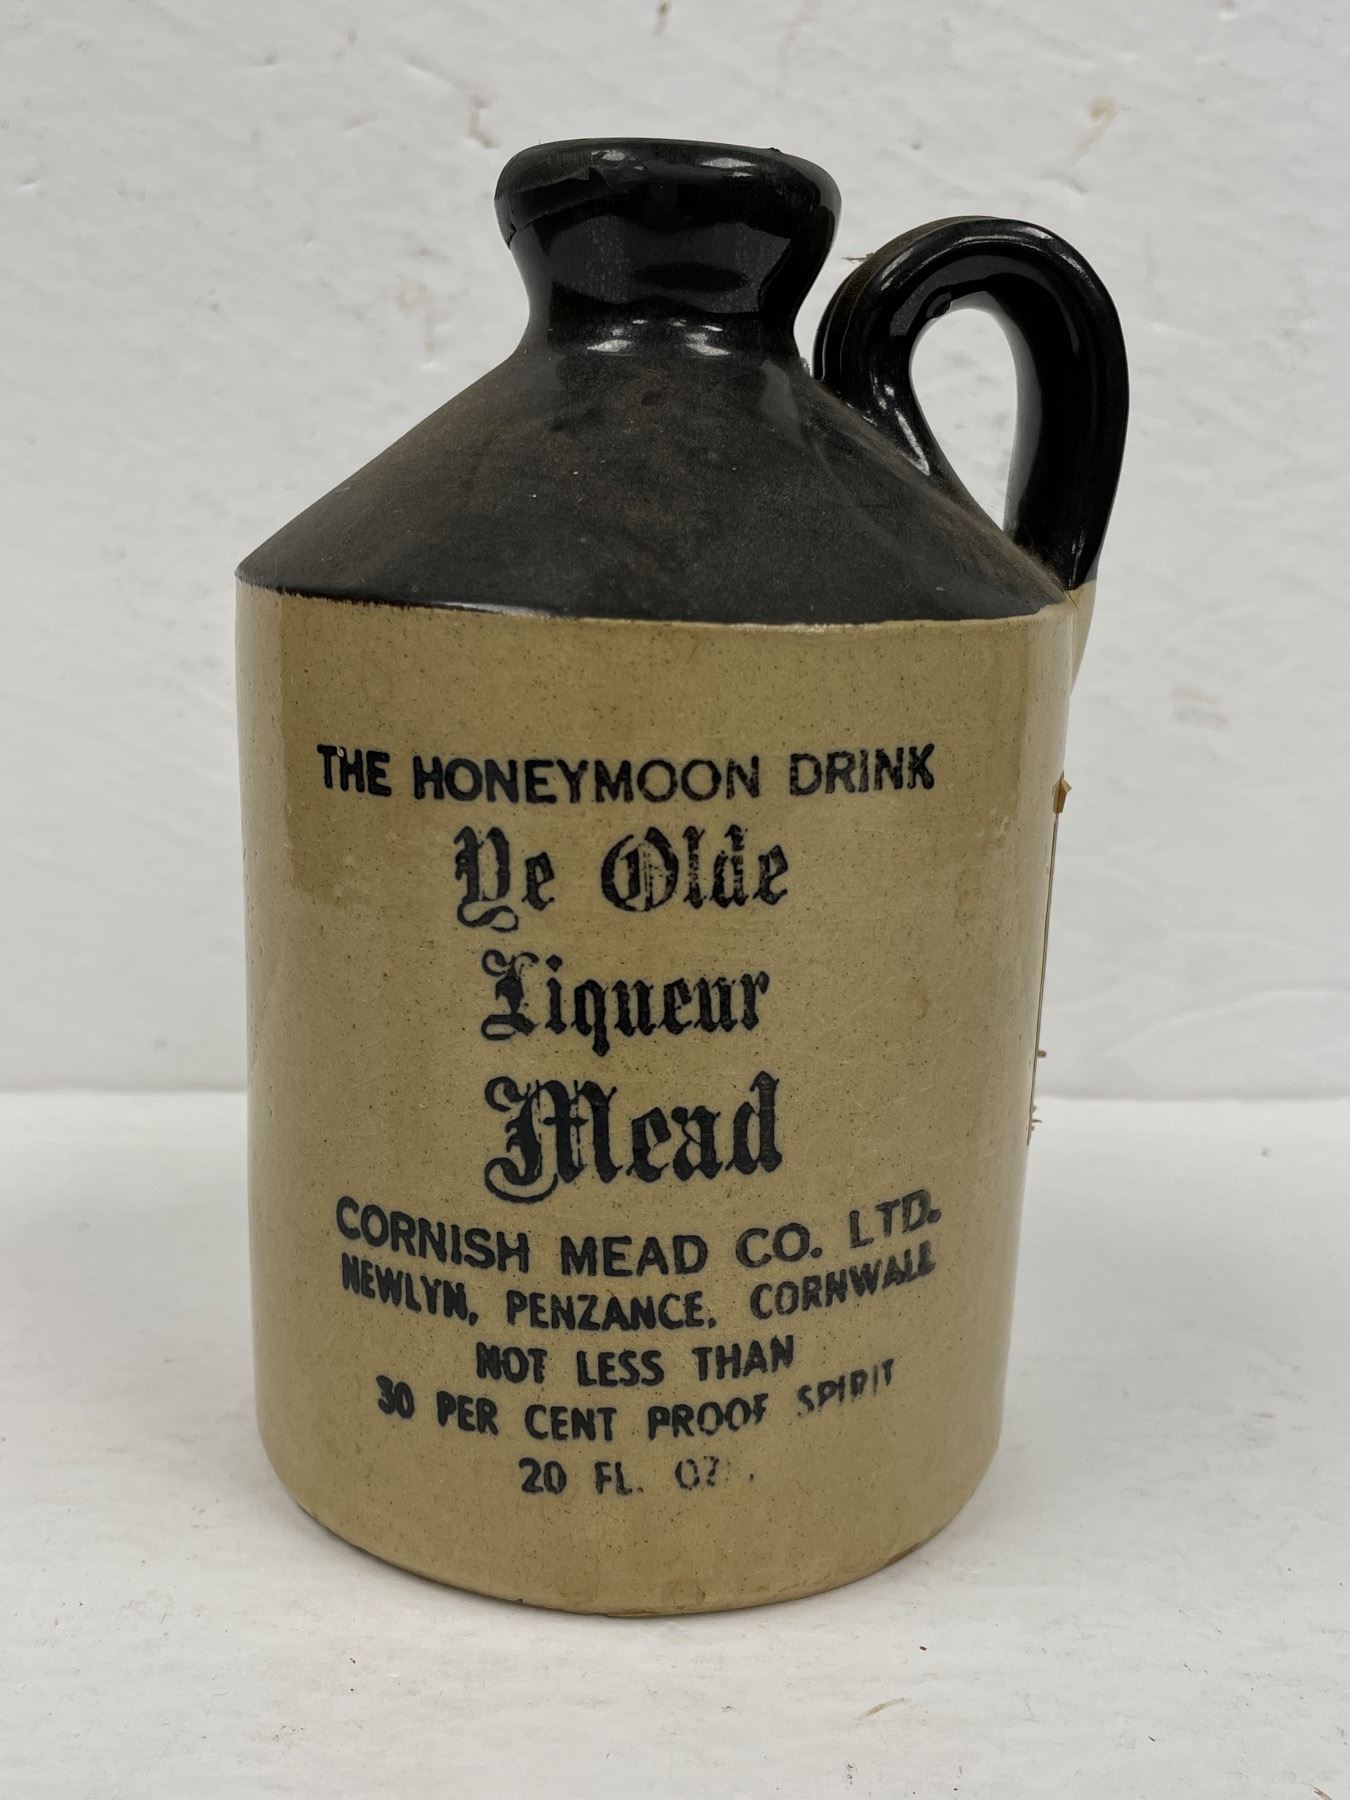 THE HONEYMOON DRINK
Ye Olde
Liqueur
Mead
CORNISH MEAD CO. LTD.
NEWLYN, PENZANCE, CORNWALL
NOT LESS THAN
30 PER CENT PROOF SPIRIT
20 FL. OZ.